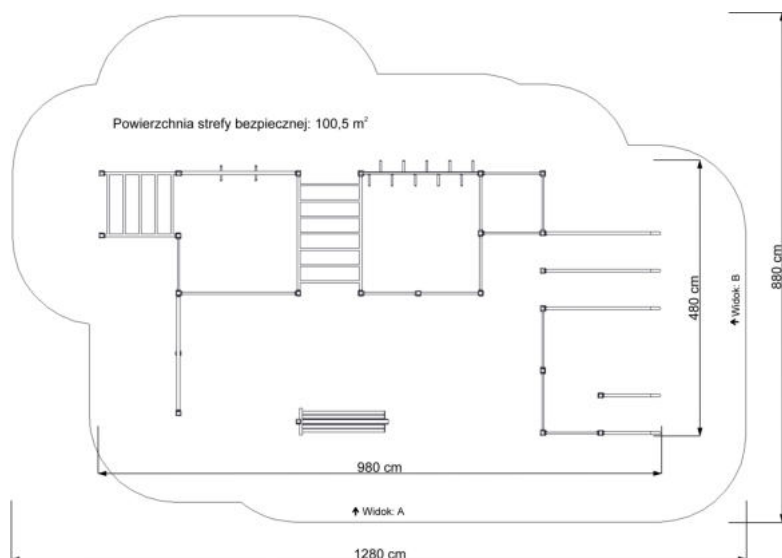 Powierzchnia strefy bezpiecznej: 100,5 m²
480 cm
Widok: B
880 cm
980 cm
Widok: A
1280 cm